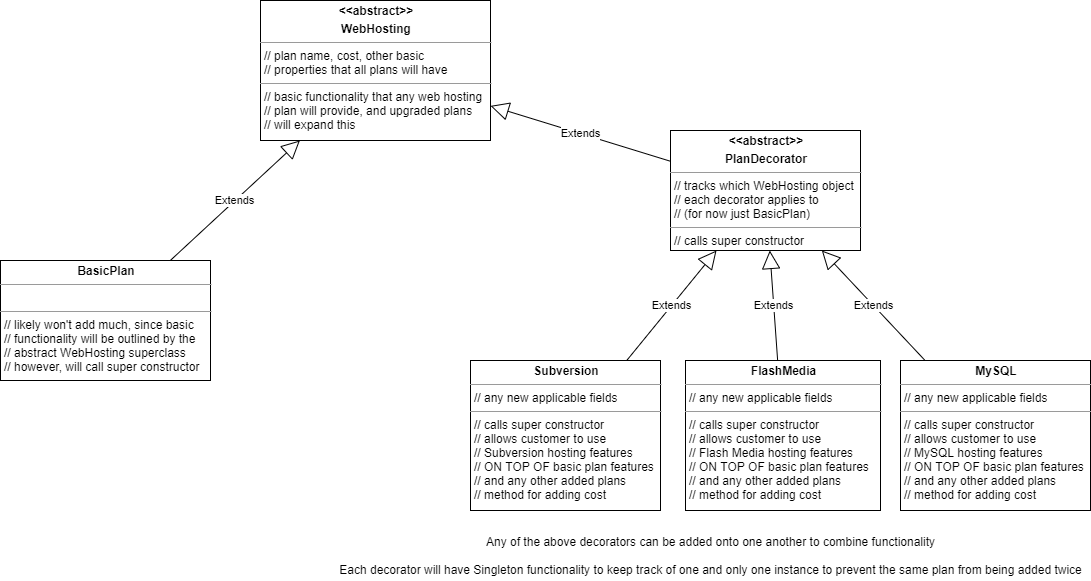 <<abstract>>
WebHosting
// plan name, cost, other basic
// properties that all plans will have
// basic functionality that any web hosting
// plan will provide, and upgraded plans
// will expand this
Extends
Extends
<<abstract>>
PlanDecorator
// tracks which WebHosting object
// each decorator applies to
// (for now just BasicPlan)
// calls super constructor
BasicPlan
// likely won't add much, since basic
// functionality will be outlined by the
// abstract WebHosting superclass
// however, will call super constructor
Extends
Extends
Extends
Subversion
// any new applicable fields
// calls super constructor
// allows customer to use
// Subversion hosting features
// ON TOP OF basic plan features
// and any other added plans
// method for adding cost
FlashMedia
// any new applicable fields
// calls super constructor
// allows customer to use
// Flash Media hosting features
// ON TOP OF basic plan features
// and any other added plans
// method for adding cost
MySQL
// any new applicable fields
// calls super constructor
// allows customer to use
// MySQL hosting features
// ON TOP OF basic plan features
// and any other added plans
// method for adding cost
Any of the above decorators can be added onto one another to combine functionality
Each decorator will have Singleton functionality to keep track of one and only one instance to prevent the same plan from being added twice